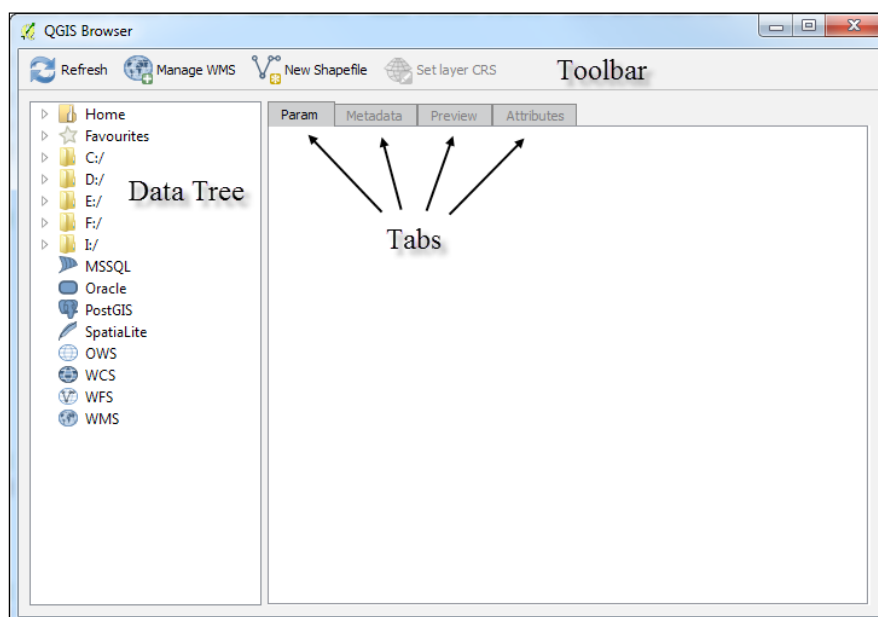 QGIS Browser
Refresh Manage WMS New Shapefile Set layer CRS Toolbar
Param Metadata Preview Attributes
Home
Favourites
C:/
D:/
E:/
F:/
I:/
MSSQL
Oracle
PostGIS
SpatiaLite
OWS
WCS
WFS
WMS
Data Tree
Tabs